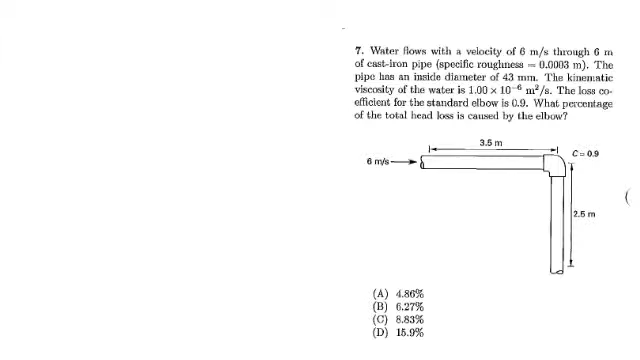 7. Water flows with a velocity of 6 m/s through 6 m
of cast-iron pipe (specific roughness = 0.0003 m). The
pipe has an inside diameter of 43 mm. The kinematic
viscosity of the water is 1.00 × 10⁻⁶ m²/s. The loss co-
efficient for the standard elbow is 0.9. What percentage
of the total head loss is caused by the elbow?
3.5 m
C = 0.9
6 m/s
2.5 m
(A) 4.86%
(B) 6.27%
(C) 8.83%
(D) 15.9%